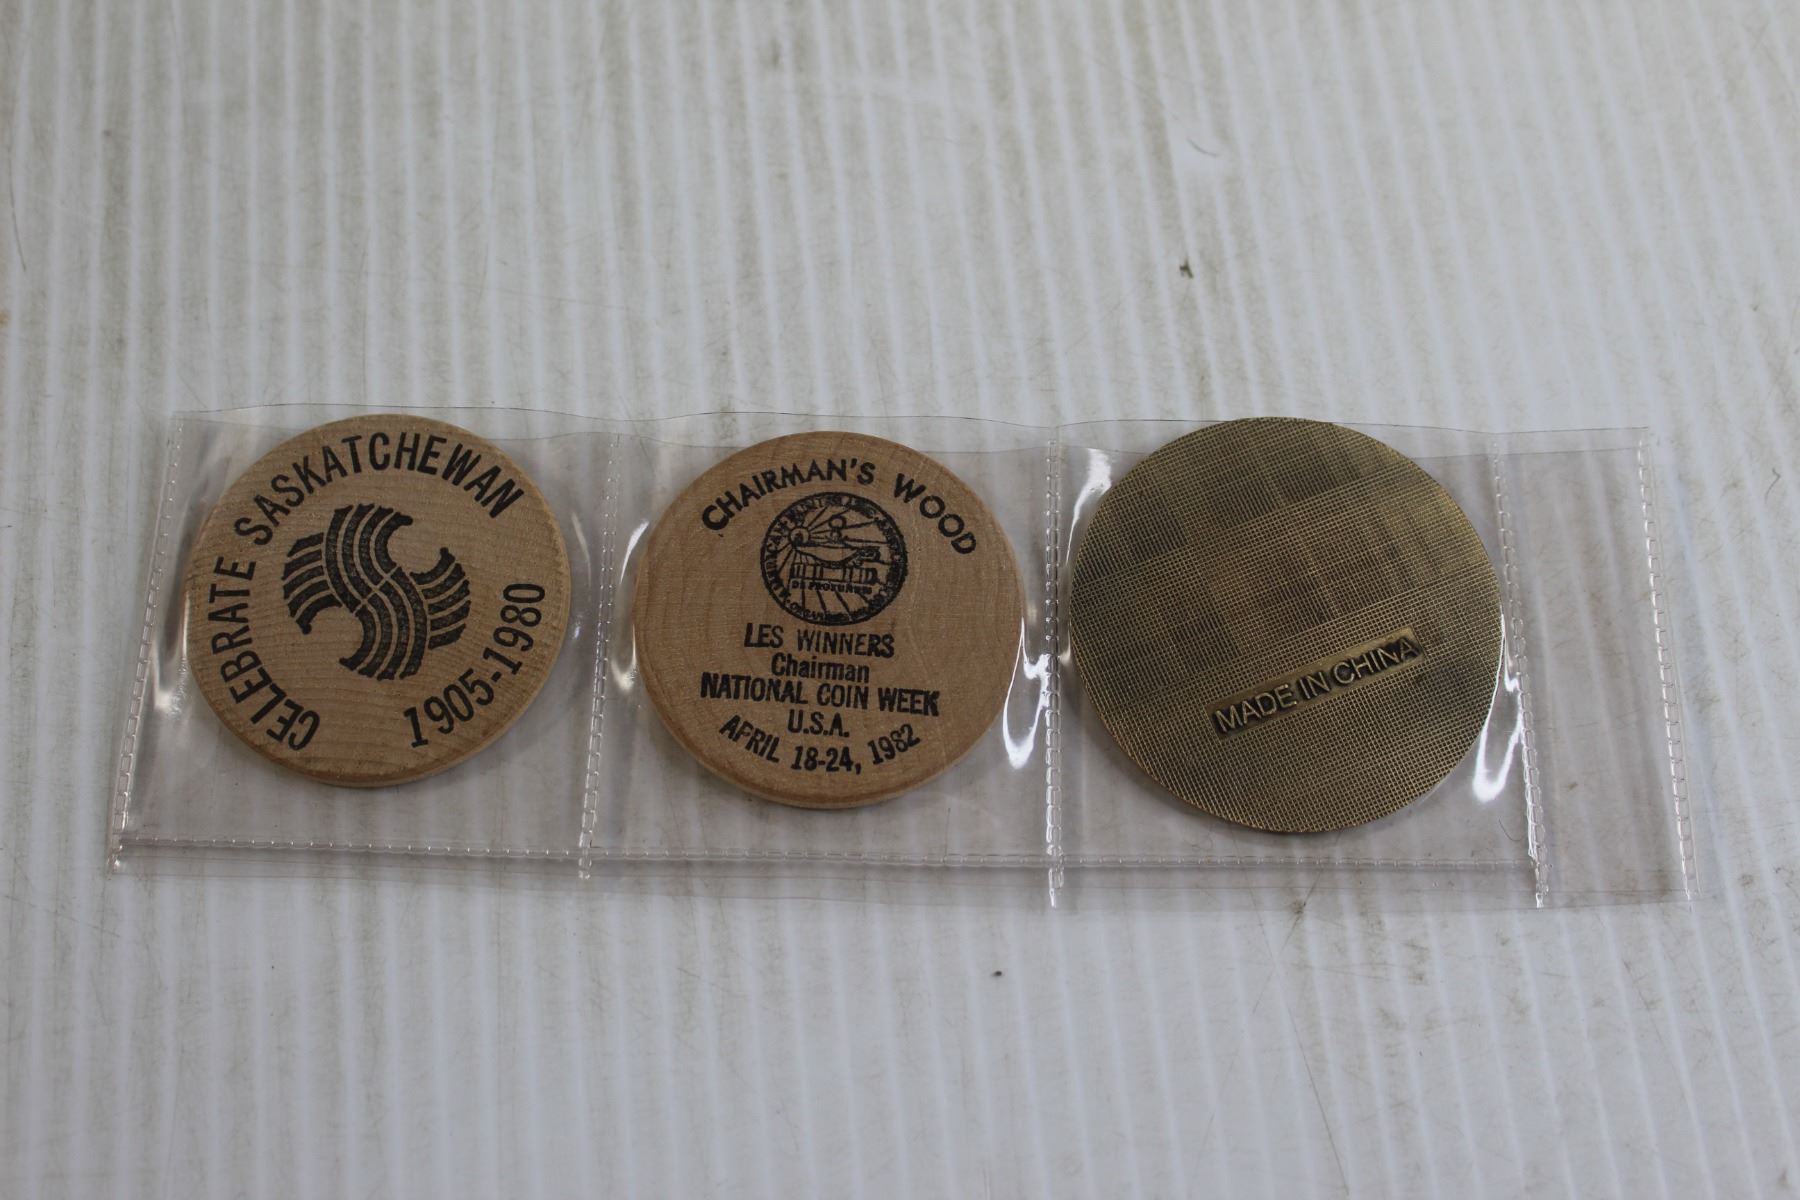 CELEBRATE SASKATCHEWAN
1905-1980
CHAIRMAN'S WOOD
LES WINNERS
Chairman
NATIONAL COIN WEEK
U.S.A.
APRIL 18-24, 1982
MADE IN CHINA